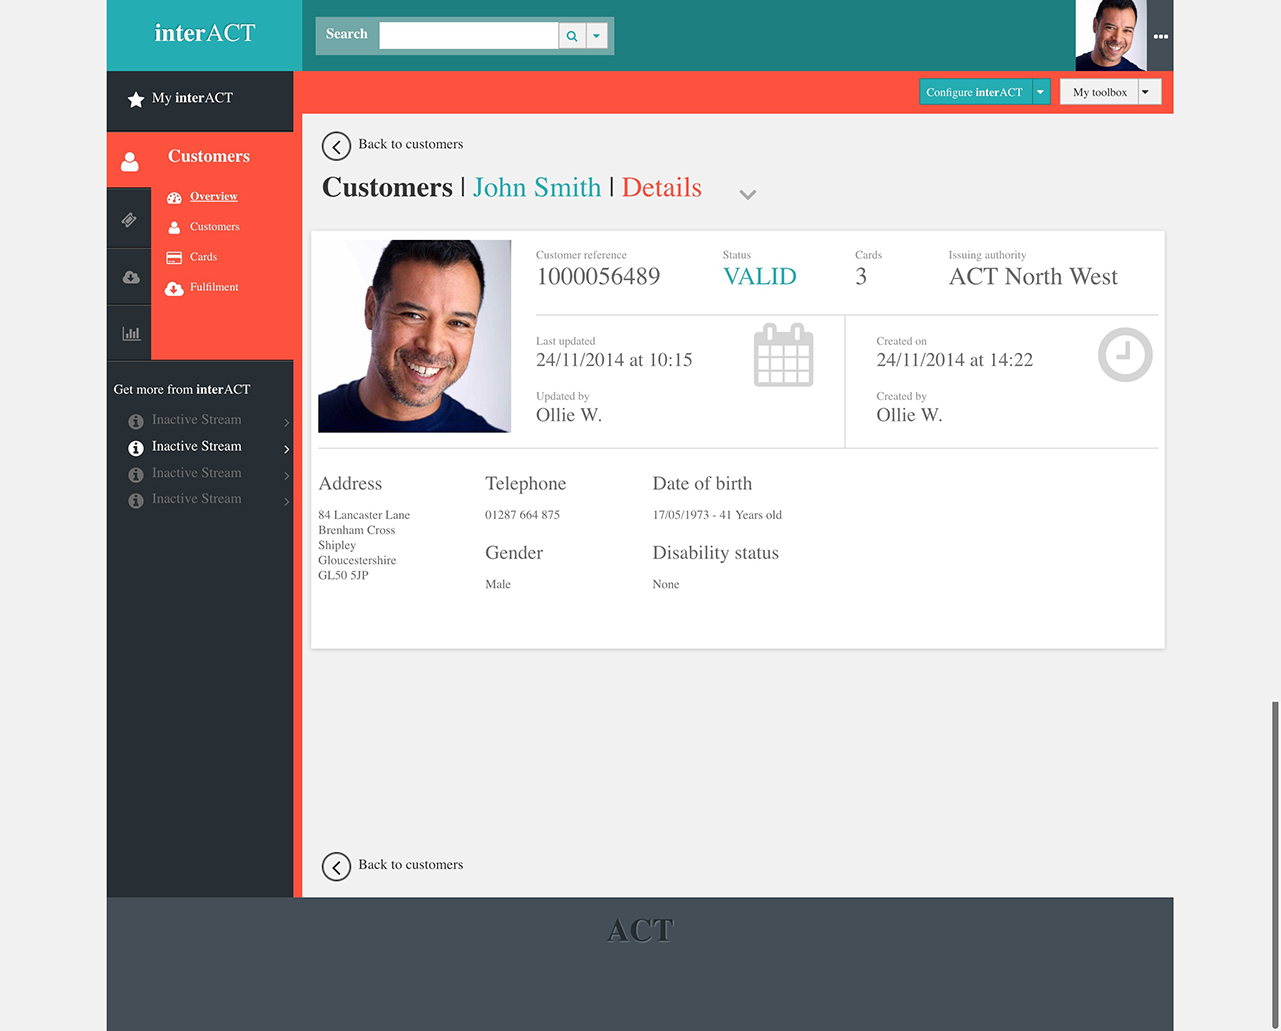 interACT
Search
Configure interACT
My toolbox
My interACT
Customers
Overview
Customers
Cards
Fulfilment
Get more from interACT
Inactive Stream
Inactive Stream
Inactive Stream
Inactive Stream
Back to customers
Customers | John Smith | Details
Customer reference
1000056489
Status
VALID
Cards
3
Issuing authority
ACT North West
Last updated
24/11/2014 at 10:15
Updated by
Ollie W.
Created on
24/11/2014 at 14:22
Created by
Ollie W.
Address
84 Lancaster Lane
Brenham Cross
Shipley
Gloucestershire
GL50 5JP
Telephone
01287 664 875
Gender
Male
Date of birth
17/05/1973 - 41 Years old
Disability status
None
Back to customers
ACT